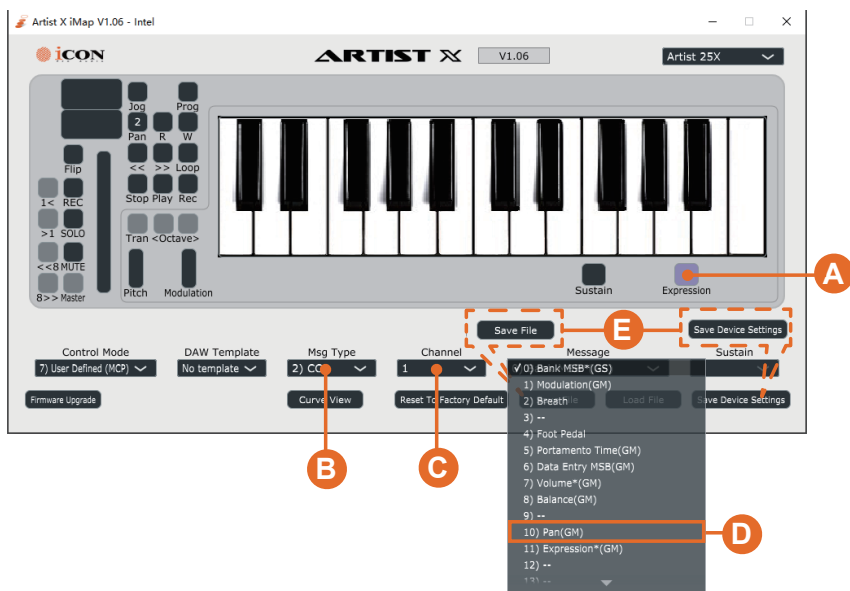 Artist X iMap V1.06 - Intel
iCON
ARTIST X
V1.06
Artist 25X
Jog
Prog
2
Pan R W
Flip
<< >> Loop
1< REC
Stop Play Rec
>1 SOLO
Tran <Octave>
<<8 MUTE
8>> Master
Pitch
Modulation
Sustain
Expression
A
Save File
E
Save Device Settings
Control Mode
DAW Template
Msg Type
Channel
Message
Sustain
7) User Defined (MCP)
No template
2) CC
1
✓ 0) Bank MSB*(GS)
Firmware Upgrade
Curve View
Reset To Factory Default
Load File
Save Device Settings
1) Modulation(GM)
2) Breath
3) --
4) Foot Pedal
5) Portamento Time(GM)
6) Data Entry MSB(GM)
7) Volume*(GM)
8) Balance(GM)
9) --
10) Pan(GM)
11) Expression*(GM)
12) --
13) --
B
C
D